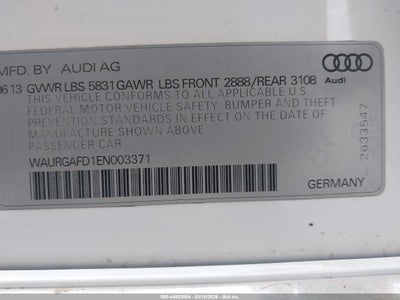 MFD. BY AUDI AG
0613 GVWR LBS 5831 GAWR LBS FRONT 2888/REAR 3108
THIS VEHICLE CONFORMS TO ALL APPLICABLE U.S.
FEDERAL MOTOR VEHICLE SAFETY, BUMPER AND THEFT
PREVENTION STANDARDS IN EFFECT ON THE DATE OF
MANUFACTURE SHOWN ABOVE
PASSENGER CAR
WAURGAFD1EN003371
Audi
2633547
GERMANY